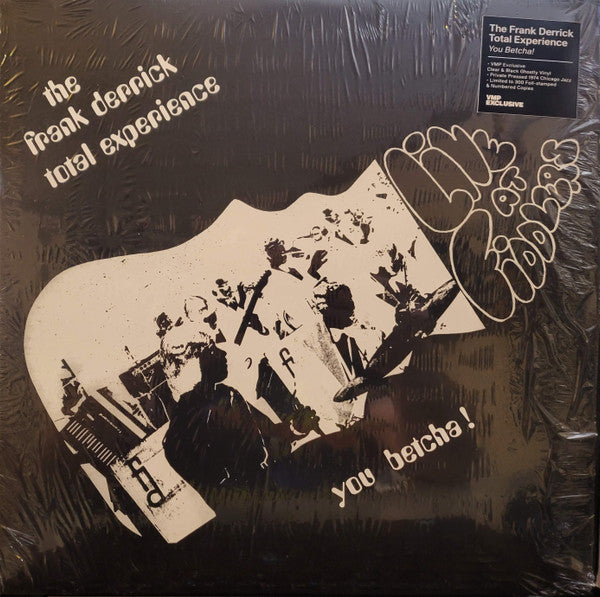 the
frank derrick
total experience
The Frank Derrick
Total Experience
You Betcha!
• VMP Exclusive
Clear & Black Ghostly Vinyl
• Private Pressed 1974 Chicago Jazz
• Limited to 300 Foil-stamped
& Numbered Copies
VMP
EXCLUSIVE
Live
at
fd
you betcha!